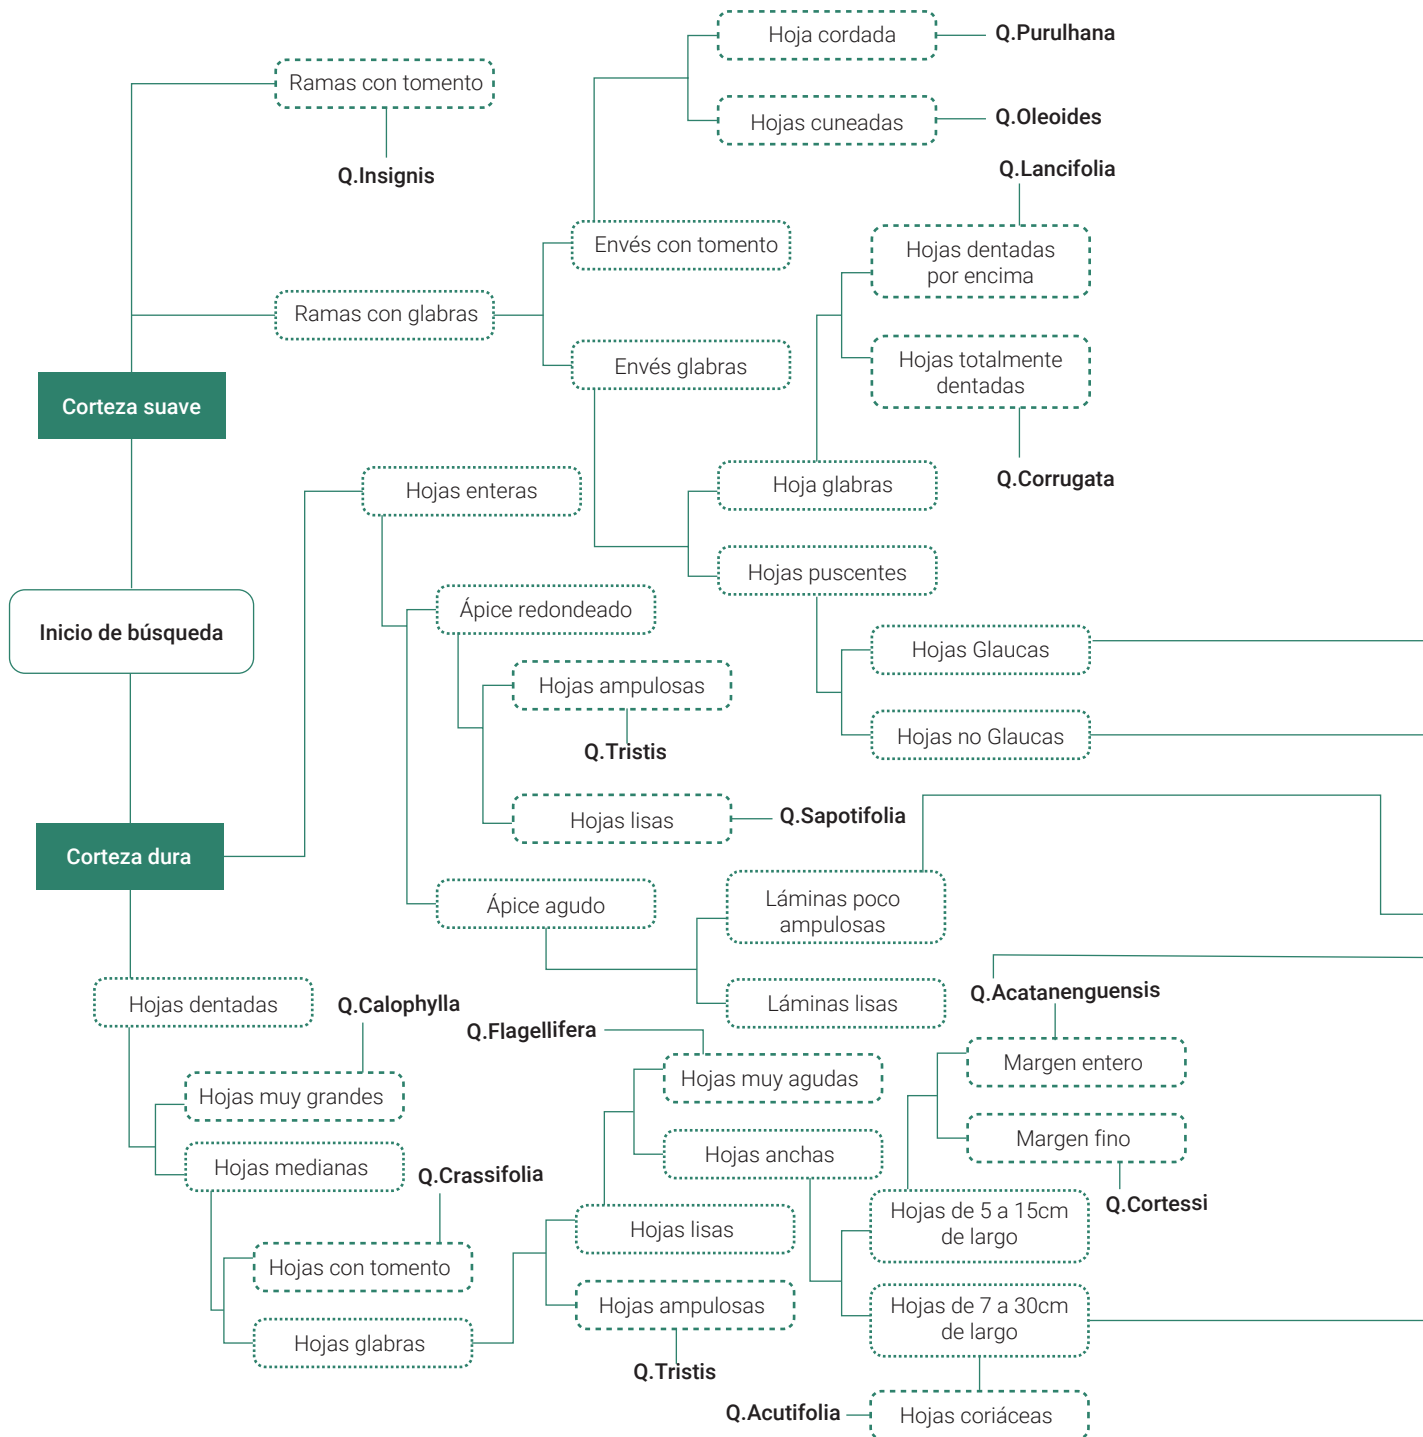 Hoja cordada
Q.Purulhana
Ramas con tomento
Hojas cuneadas
Q.Oleoides
Q.Insignis
Q.Lancifolia
Envés con tomento
Hojas dentadas
por encima
Ramas con glabras
Envés glabras
Hojas totalmente
dentadas
Corteza suave
Q.Corrugata
Hojas enteras
Hoja glabras
Hojas puscentes
Ápice redondeado
Inicio de búsqueda
Hojas Glaucas
Hojas ampulosas
Hojas no Glaucas
Q.Tristis
Hojas lisas
Q.Sapotifolia
Corteza dura
Ápice agudo
Láminas poco
ampulosas
Hojas dentadas
Láminas lisas
Q.Acatanenguensis
Q.Calophylla
Q.Flagellifera
Margen entero
Hojas muy agudas
Hojas muy grandes
Margen fino
Hojas anchas
Hojas medianas
Q.Crassifolia
Q.Cortessi
Hojas de 5 a 15cm
de largo
Hojas lisas
Hojas con tomento
Hojas ampulosas
Hojas de 7 a 30cm
de largo
Hojas glabras
Q.Tristis
Q.Acutifolia
Hojas coriáceas